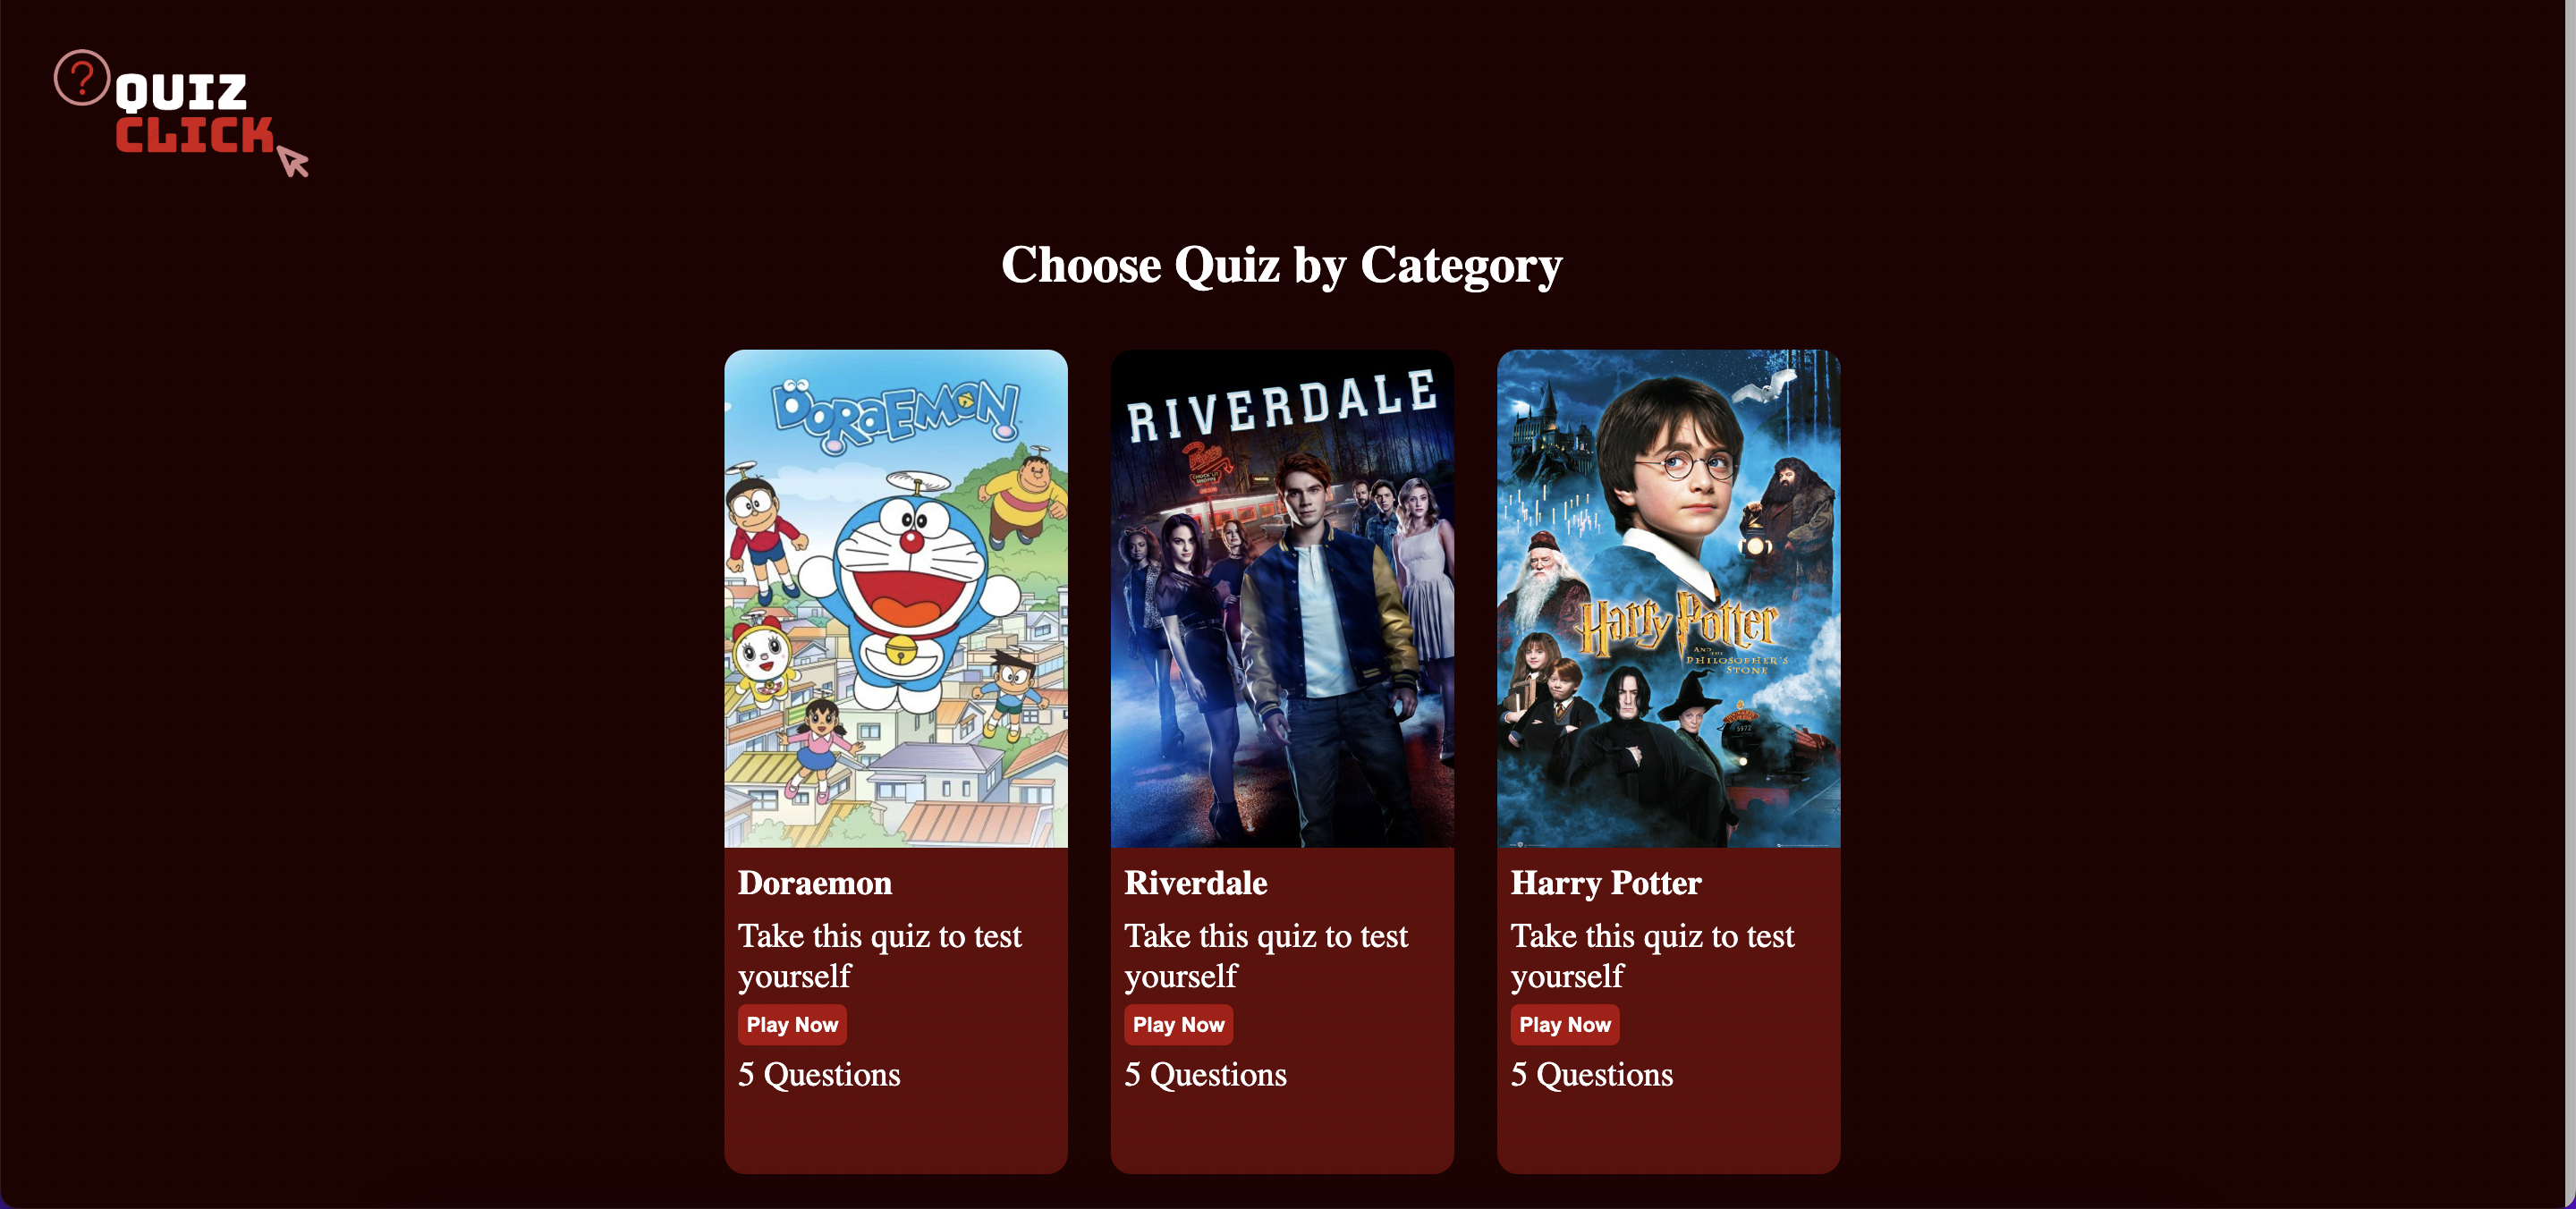 ?
QUIZ
CLICK
Choose Quiz by Category
DORAEMON
RIVERDALE
Harry Potter
AND THE
PHILOSOPHER'S
STONE
5972
Doraemon
Take this quiz to test
yourself
Play Now
5 Questions
Riverdale
Take this quiz to test
yourself
Play Now
5 Questions
Harry Potter
Take this quiz to test
yourself
Play Now
5 Questions